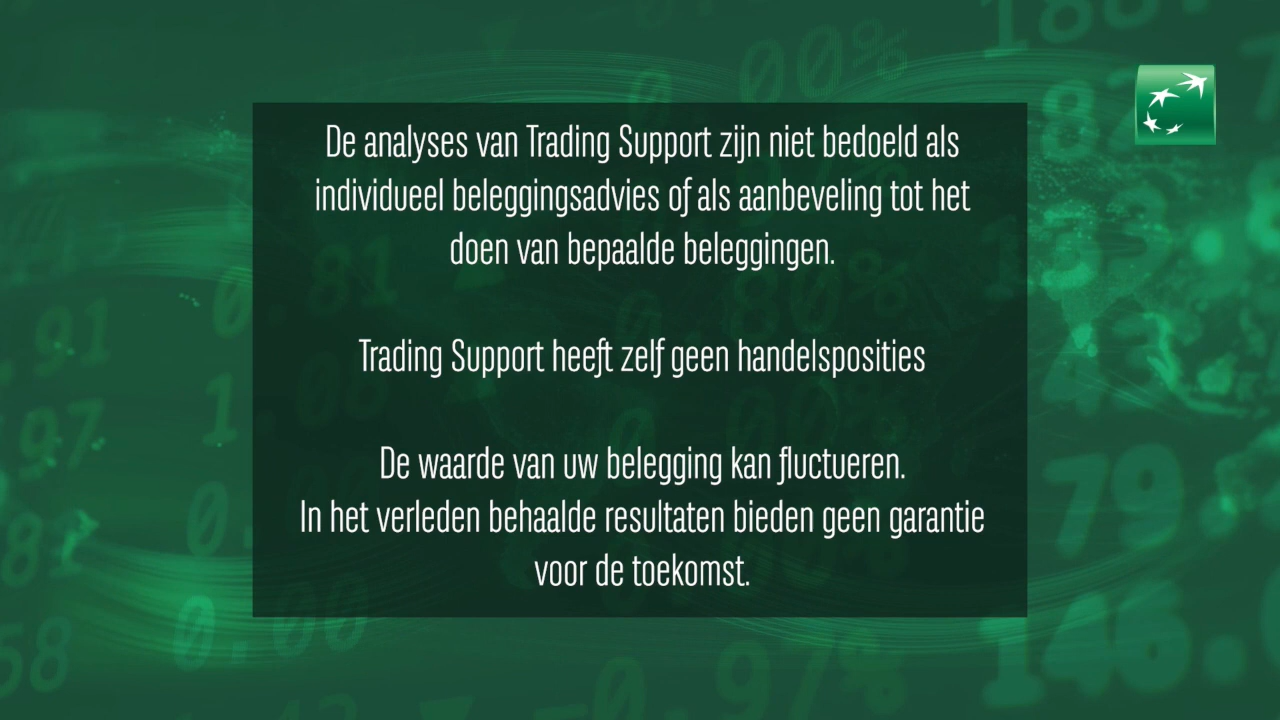 De analyses van Trading Support zijn niet bedoeld als
individueel beleggingsadvies of als aanbeveling tot het
doen van bepaalde beleggingen.
Trading Support heeft zelf geen handelsposities
De waarde van uw belegging kan fluctueren.
In het verleden behaalde resultaten bieden geen garantie
voor de toekomst.